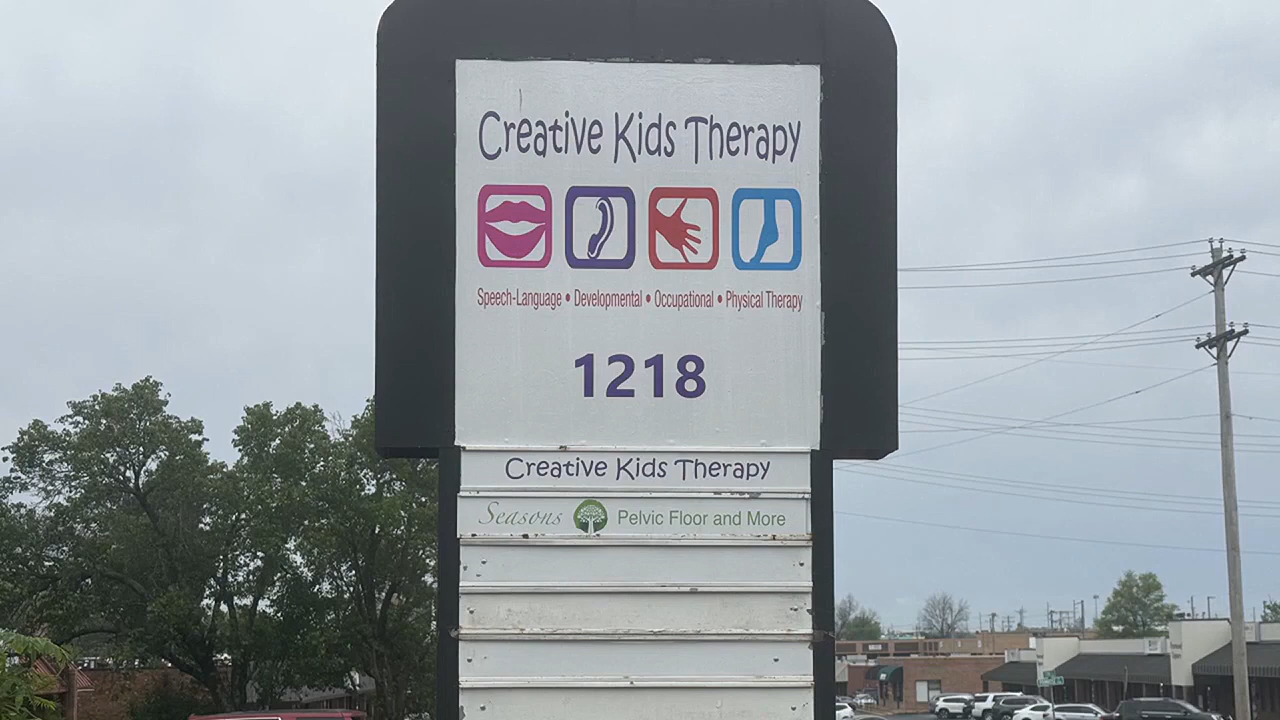 Creative Kids Therapy
Speech-Language • Developmental • Occupational • Physical Therapy
1218
Creative Kids Therapy
Seasons Pelvic Floor and More